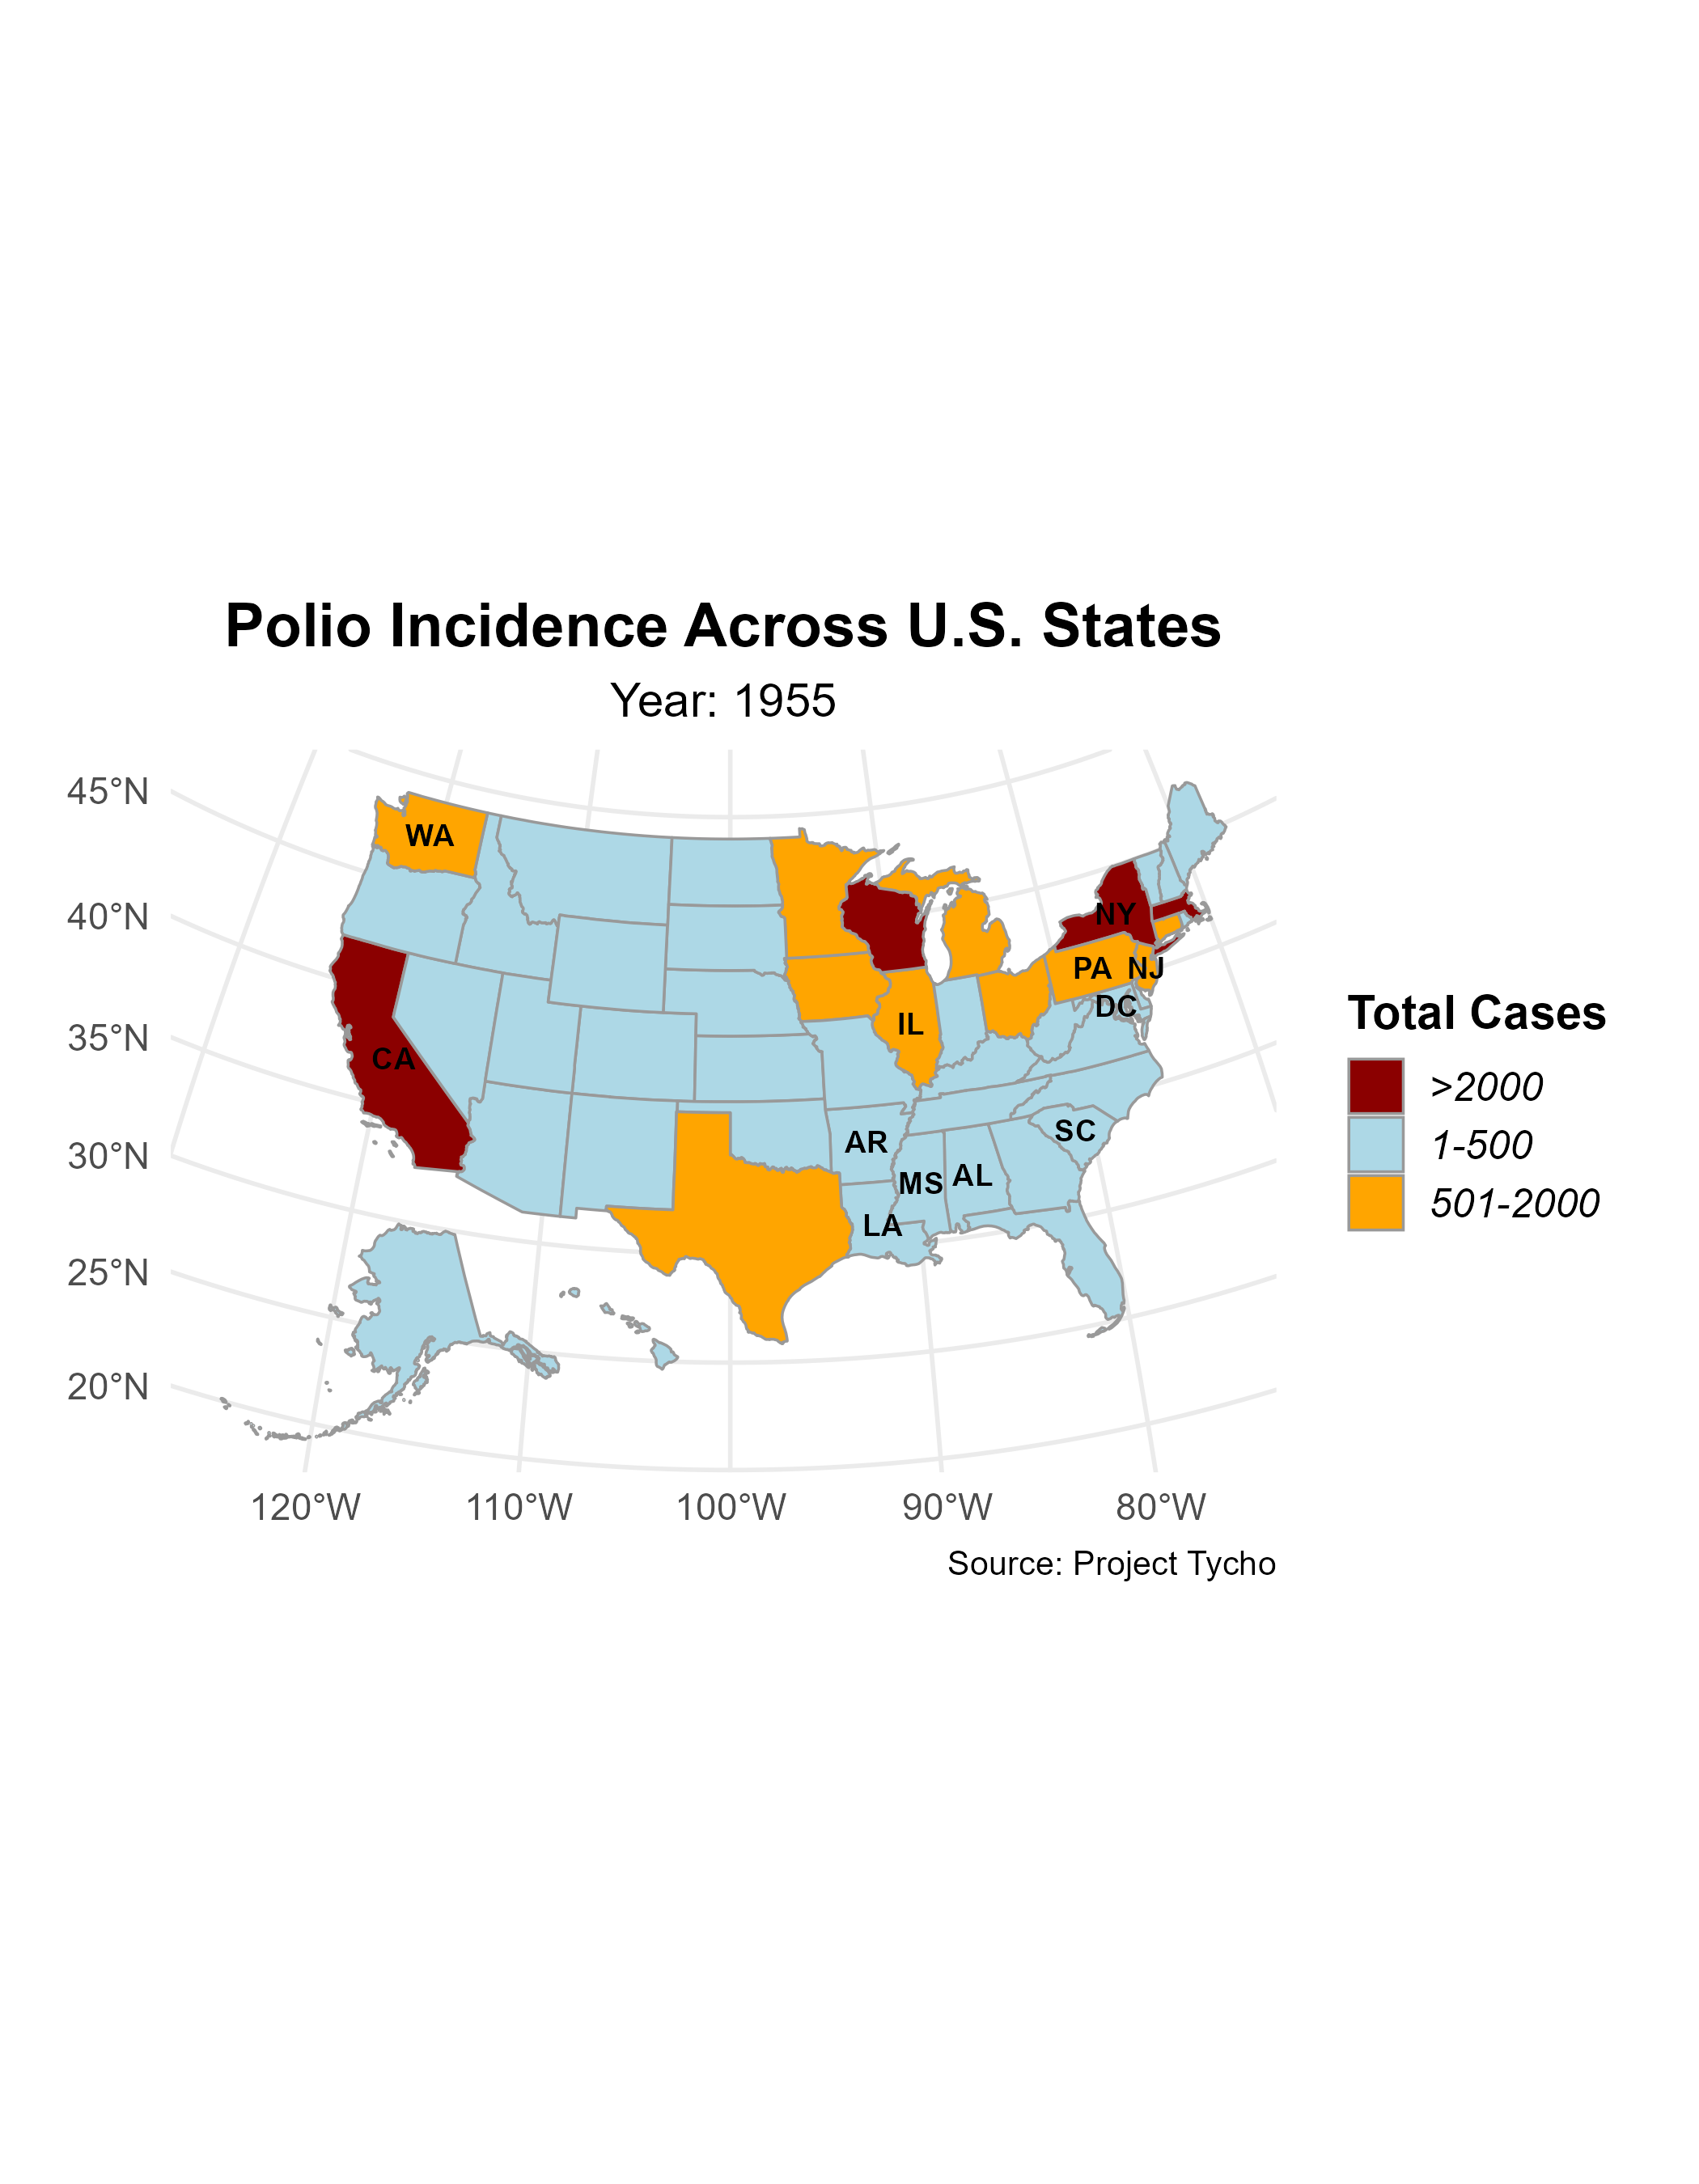 Polio Incidence Across U.S. States
Year: 1955
45°N
40°N
35°N
30°N
25°N
20°N
WA
CA
IL
NY
PA NJ
DC
AR
MS
AL
SC
LA
120°W 110°W 100°W 90°W 80°W
Source: Project Tycho
Total Cases
>2000
1-500
501-2000